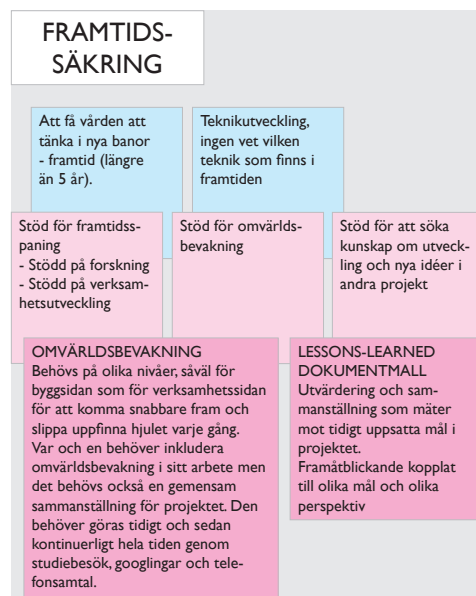 FRAMTIDS-
SÄKRING
Att få vården att
tänka i nya banor
- framtid (längre
än 5 år).
Teknikutveckling,
ingen vet vilken
teknik som finns i
framtiden
Stöd för framtidss-
paning
- Stödd på forskning
- Stödd på verksam-
hetsutveckling
Stöd för omvärlds-
bevakning
Stöd för att söka
kunskap om utveck-
ling och nya idéer i
andra projekt
OMVÄRLDSBEVAKNING
Behövs på olika nivåer, såväl för
byggsidan som för verksamhetssidan
för att komma snabbare fram och
slippa uppfinna hjulet varje gång.
Var och en behöver inkludera
omvärldsbevakning i sitt arbete men
det behövs också en gemensam
sammanställning för projektet. Den
behöver göras tidigt och sedan
kontinuerligt hela tiden genom
studiebesök, googlingar och tele-
fonsamtal.
LESSONS-LEARNED
DOKUMENTMALL
Utvärdering och sam-
manställning som mäter
mot tidigt uppsatta mål i
projektet.
Framåtblickande kopplat
till olika mål och olika
perspektiv